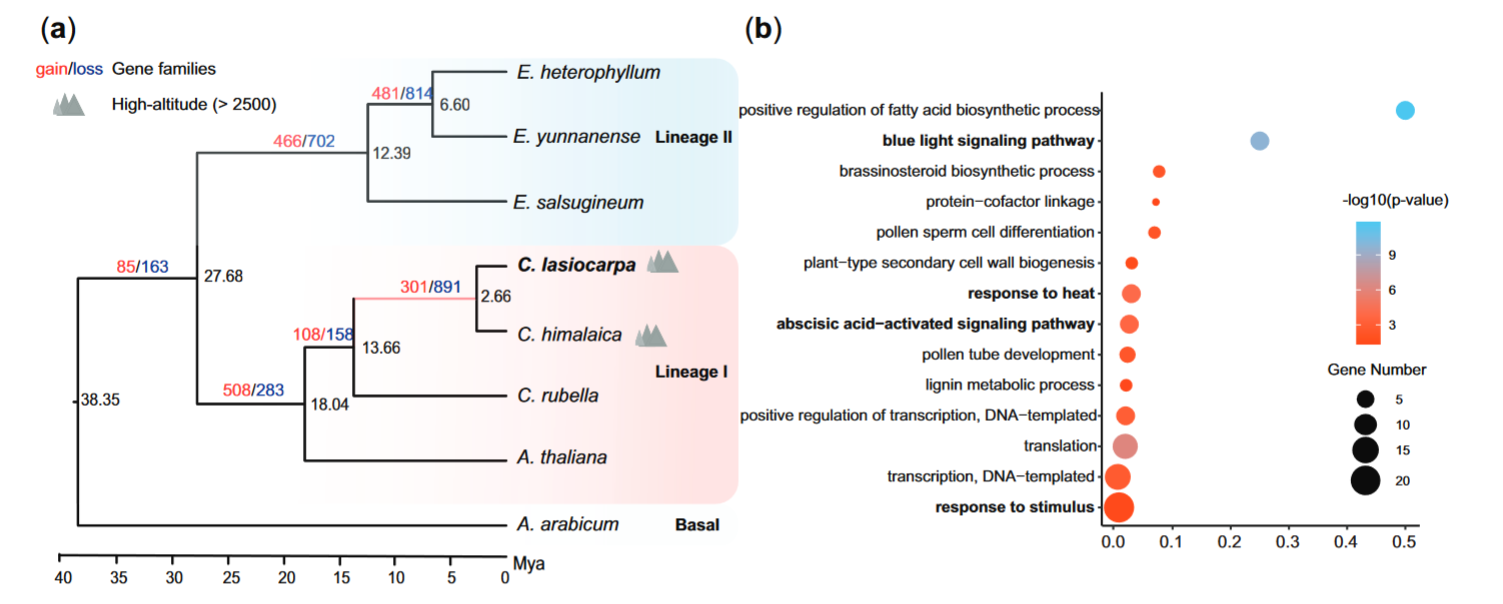 (a)
gain/loss Gene families
High-altitude (> 2500)
E. heterophyllum
481/814
6.60
E. yunnanense Lineage II
466/702
12.39
E. salsugineum
85/163
27.68
C. lasiocarpa
301/891
2.66
C. himalaica
108/158
13.66
Lineage I
508/283
18.04
C. rubella
38.35
A. thaliana
A. arabicum Basal
Mya
40 35 30 25 20 15 10 5 0
(b)
positive regulation of fatty acid biosynthetic process
blue light signaling pathway
brassinosteroid biosynthetic process
protein−cofactor linkage
pollen sperm cell differentiation
plant−type secondary cell wall biogenesis
response to heat
abscisic acid−activated signaling pathway
pollen tube development
lignin metabolic process
positive regulation of transcription, DNA−templated
translation
transcription, DNA−templated
response to stimulus
0.0 0.1 0.2 0.3 0.4 0.5
-log10(p-value)
9
6
3
Gene Number
5
10
15
20